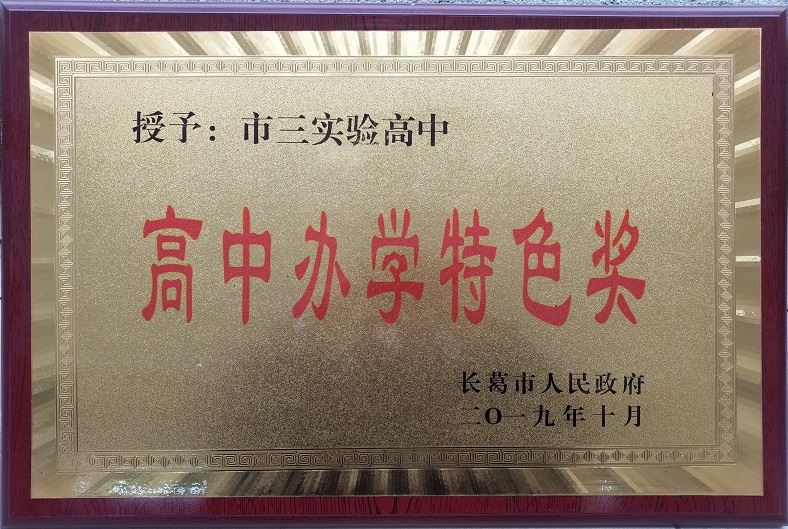 授予：市三实验高中
高中办学特色奖
长葛市人民政府
二〇一九年十月